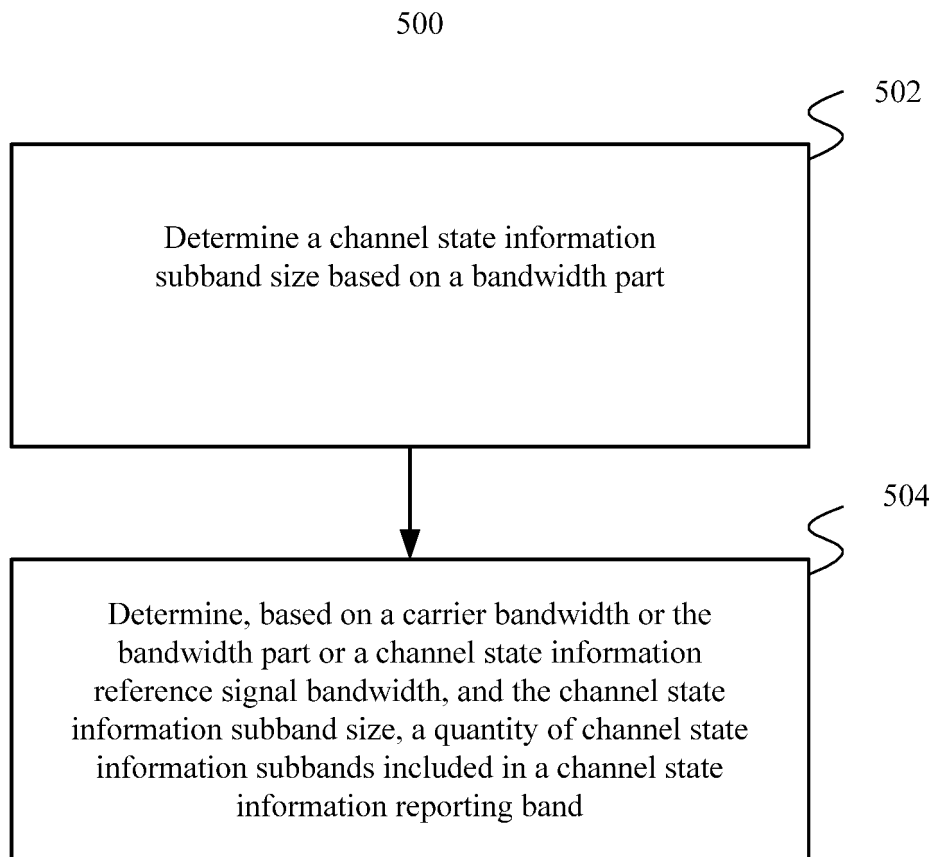 500
502
Determine a channel state information
subband size based on a bandwidth part
504
Determine, based on a carrier bandwidth or the
bandwidth part or a channel state information
reference signal bandwidth, and the channel state
information subband size, a quantity of channel state
information subbands included in a channel state
information reporting band